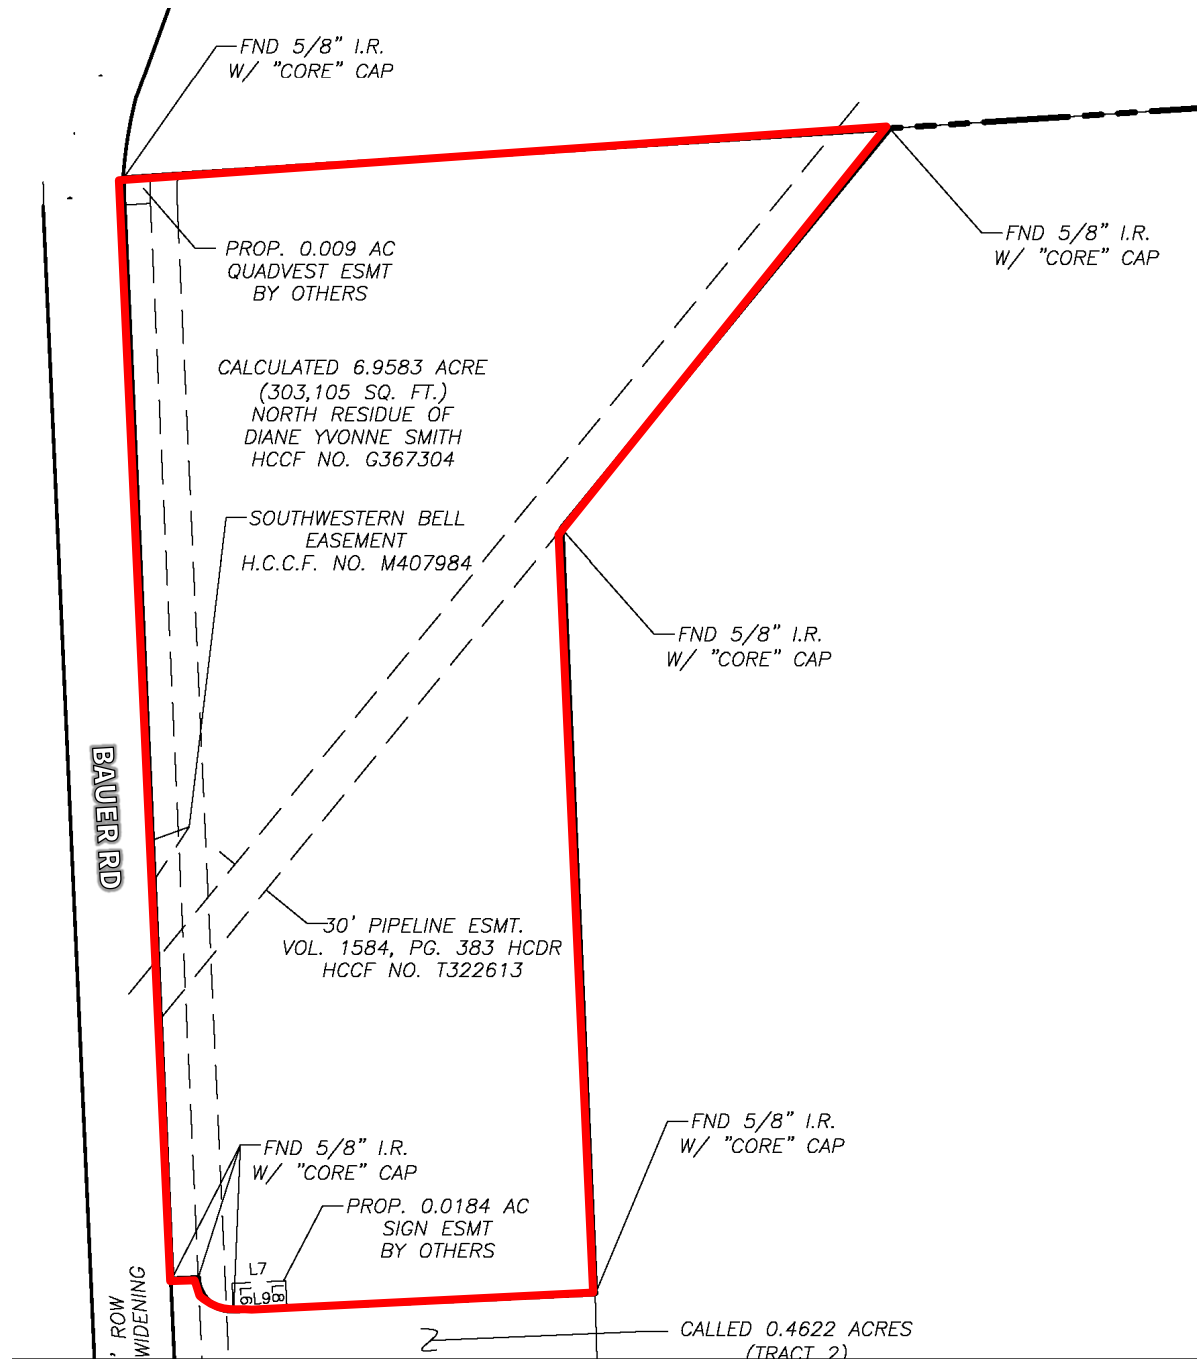 FND 5/8" I.R.
W/ "CORE" CAP
FND 5/8" I.R.
W/ "CORE" CAP
PROP. 0.009 AC
QUADVEST ESMT
BY OTHERS
CALCULATED 6.9583 ACRE
(303,105 SQ. FT.)
NORTH RESIDUE OF
DIANE YVONNE SMITH
HCCF NO. G367304
SOUTHWESTERN BELL
EASEMENT
H.C.C.F. NO. M407984
FND 5/8" I.R.
W/ "CORE" CAP
BAUER RD
30' PIPELINE ESMT.
VOL. 1584, PG. 383 HCDR
HCCF NO. T322613
FND 5/8" I.R.
W/ "CORE" CAP
FND 5/8" I.R.
W/ "CORE" CAP
PROP. 0.0184 AC
SIGN ESMT
BY OTHERS
L7
L6
L9
L8
' ROW
WIDENING
CALLED 0.4622 ACRES
(TRACT 2)